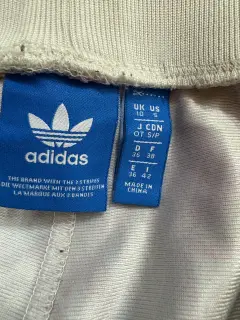 adidas
THE BRAND WITH THE 3 STRIPES
DIE WELTMARKE MIT DEN 3 STREIFEN
LA MARQUE AUX 3 BANDES
UK US
10 S
J CDN
OT S/P
D F
36 38
E I
36 42
MADE IN
CHINA